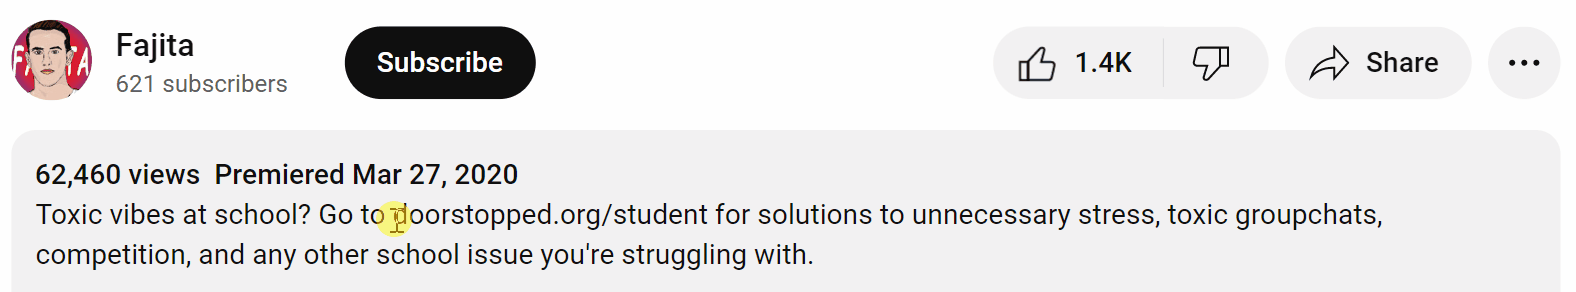 Fajita
621 subscribers
Subscribe
1.4K
Share
62,460 views Premiered Mar 27, 2020
Toxic vibes at school? Go to doorstopped.org/student for solutions to unnecessary stress, toxic groupchats,
competition, and any other school issue you're struggling with.